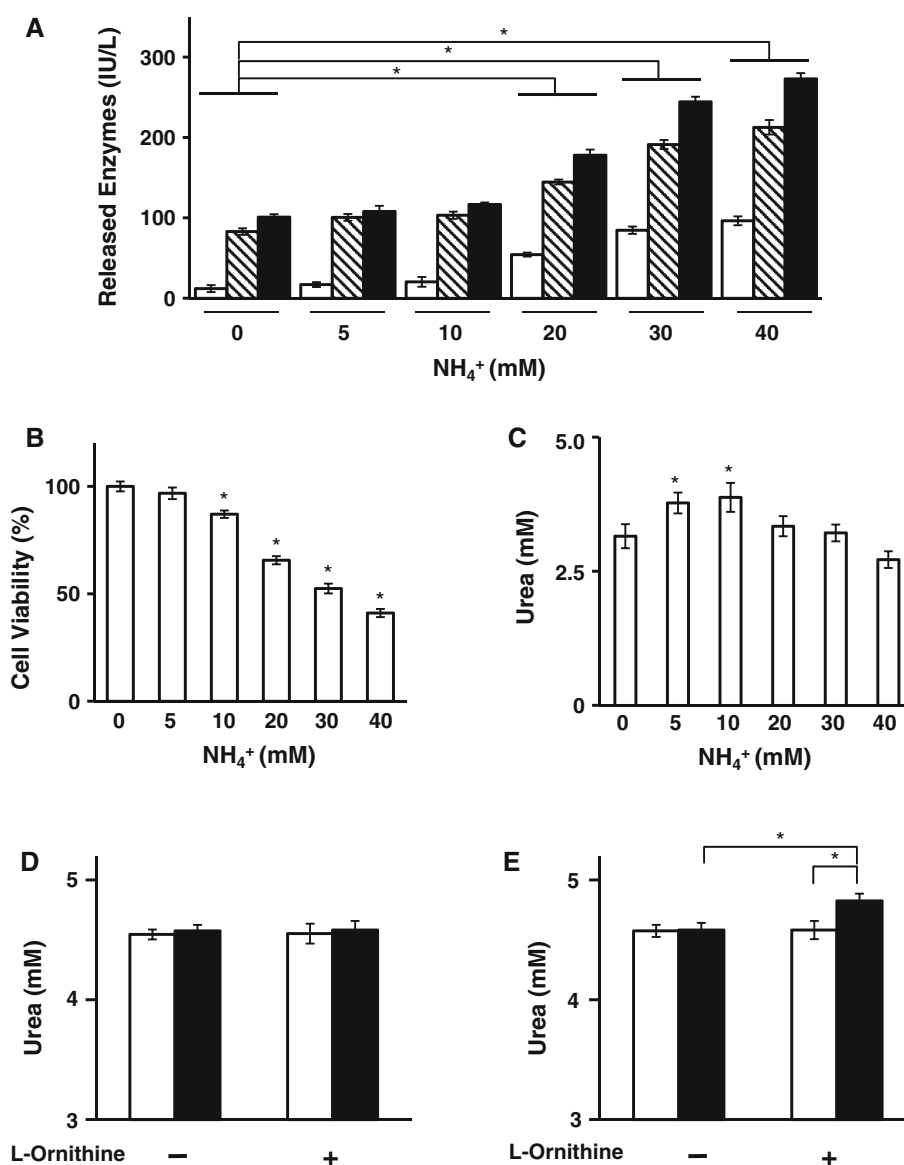 A
Released Enzymes (IU/L)
300
200
100
0
*
*
*
0 5 10 20 30 40
NH₄⁺ (mM)
B
Cell Viability (%)
100
50
0
* * * *
0 5 10 20 30 40
NH₄⁺ (mM)
C
Urea (mM)
5.0
2.5
0
* *
0 5 10 20 30 40
NH₄⁺ (mM)
D
Urea (mM)
5
4
3
L-Ornithine − +
E
Urea (mM)
5
4
3
*
*
L-Ornithine − +